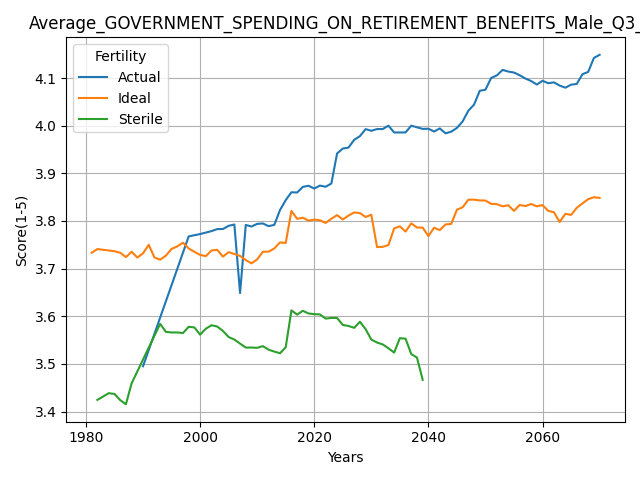 Average_GOVERNMENT_SPENDING_ON_RETIREMENT_BENEFITS_Male_Q3_
Fertility
Actual
Ideal
Sterile
Score(1-5)
4.1
4.0
3.9
3.8
3.7
3.6
3.5
3.4
1980 2000 2020 2040 2060
Years